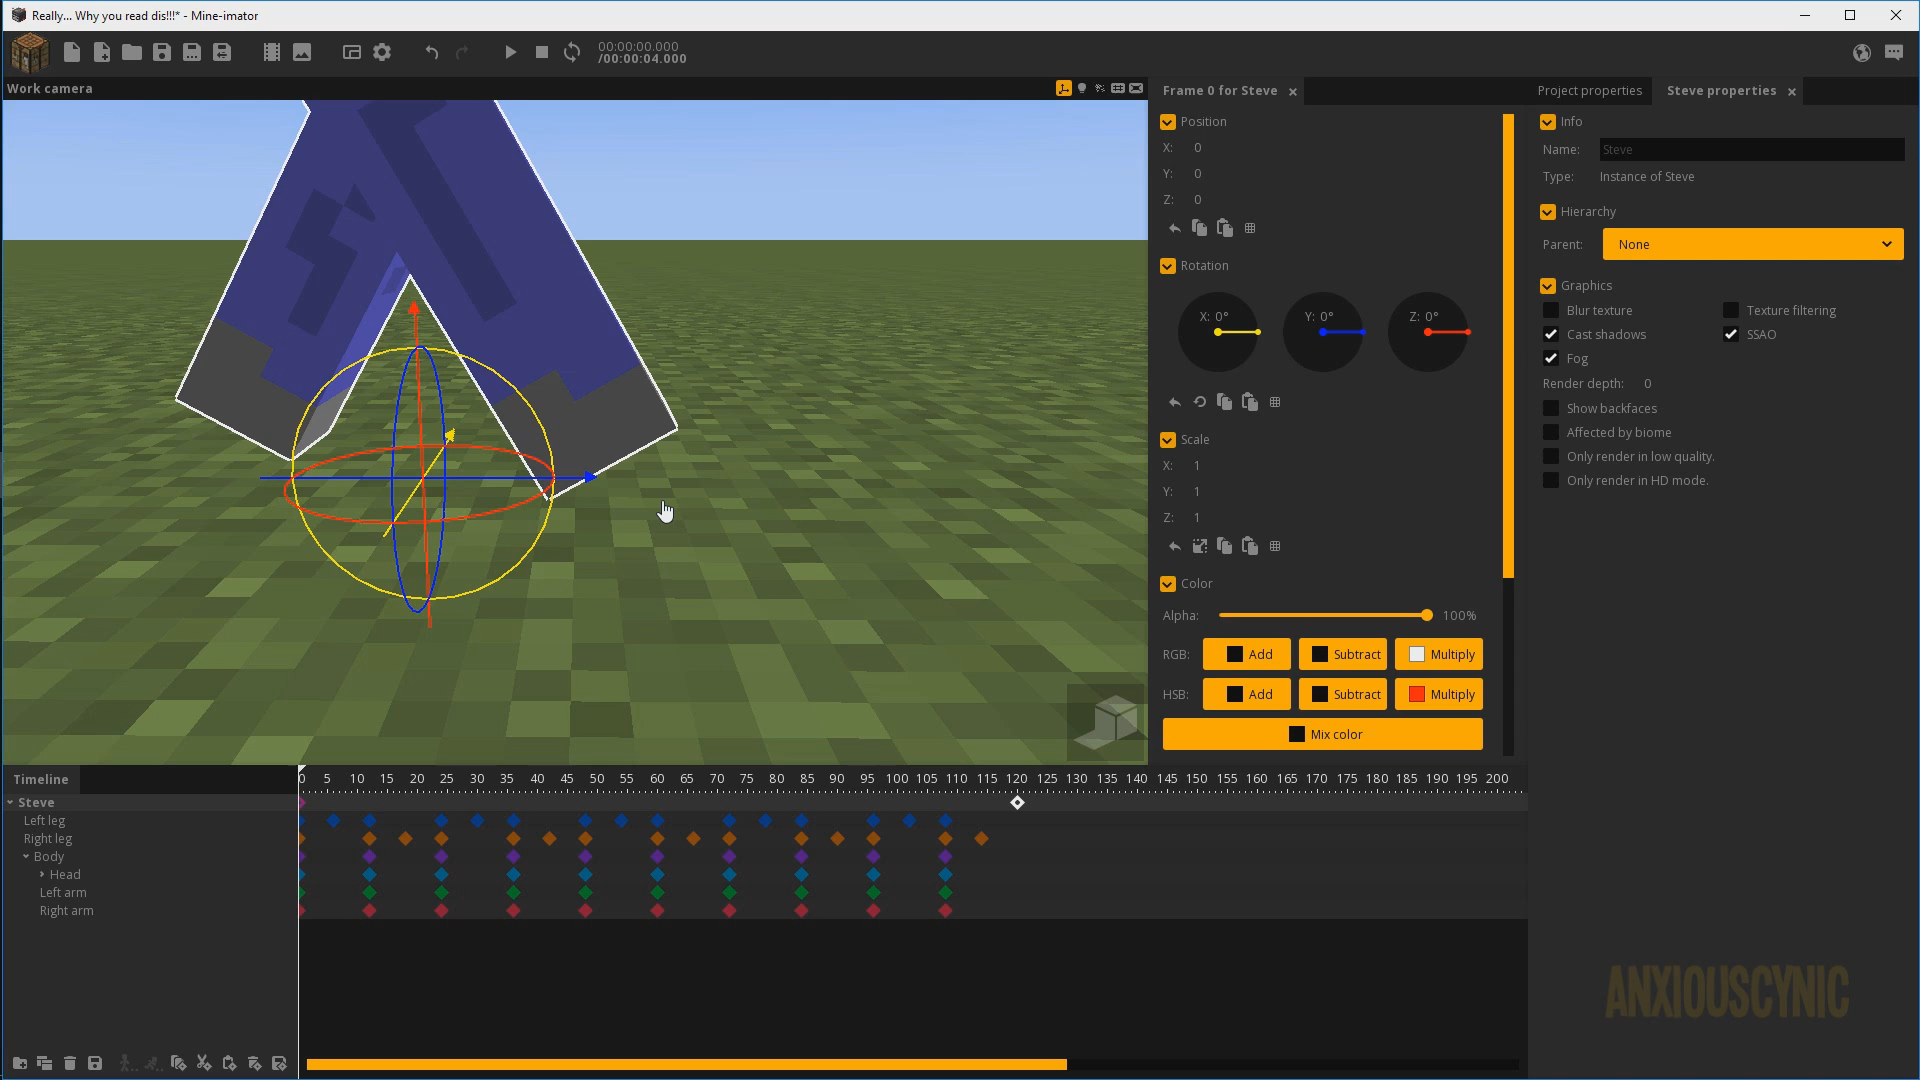 Really... Why you read dis!!!* - Mine-imator
00:00:00.000
/00:00:04.000
Work camera
Frame 0 for Steve
Project properties
Steve properties
Position
X: 0
Y: 0
Z: 0
Rotation
X: 0°
Y: 0°
Z: 0°
Scale
X: 1
Y: 1
Z: 1
Color
Alpha: 100%
RGB: Add Subtract Multiply
HSB: Add Subtract Multiply
Mix color
Info
Name: Steve
Type: Instance of Steve
Hierarchy
Parent: None
Graphics
Blur texture Texture filtering
Cast shadows SSAO
Fog
Render depth: 0
Show backfaces
Affected by biome
Only render in low quality.
Only render in HD mode.
Timeline
0 5 10 15 20 25 30 35 40 45 50 55 60 65 70 75 80 85 90 95 100 105 110 115 120 125 130 135 140 145 150 155 160 165 170 175 180 185 190 195 200
Steve
Left leg
Right leg
Body
Head
Left arm
Right arm
ANXIOUSCYNIC